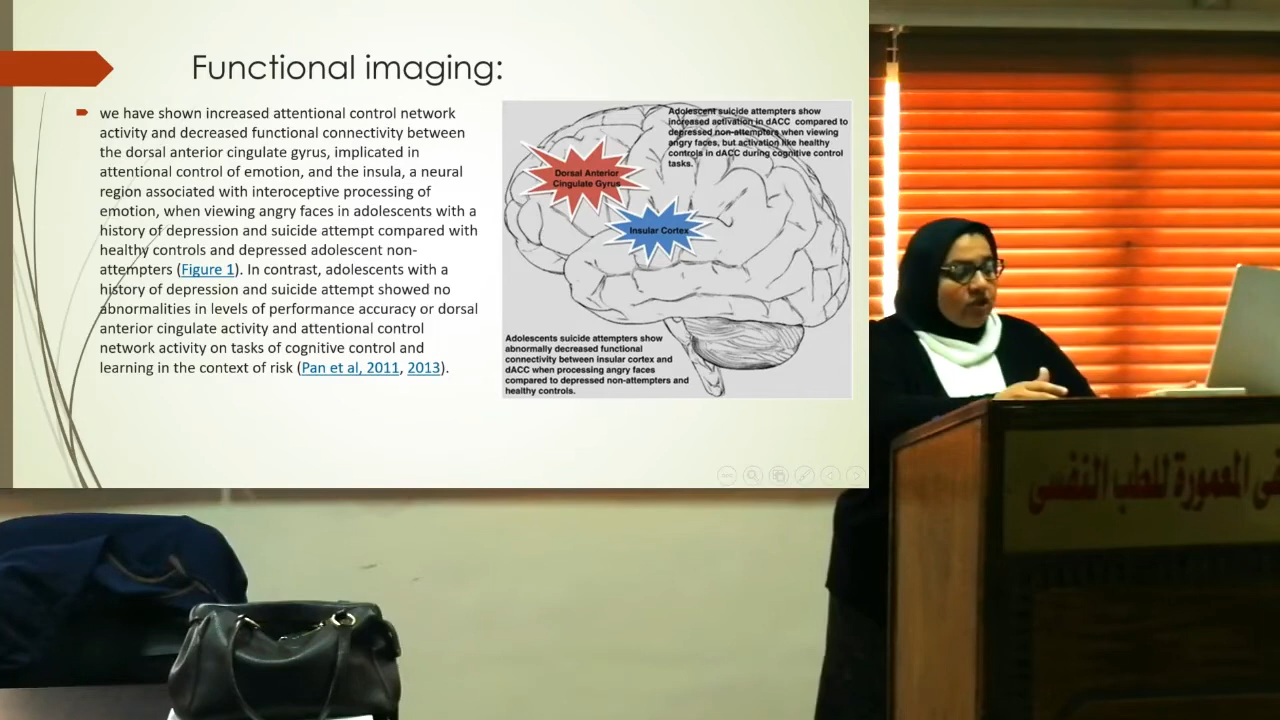 Functional imaging:
we have shown increased attentional control network
activity and decreased functional connectivity between
the dorsal anterior cingulate gyrus, implicated in
attentional control of emotion, and the insula, a neural
region associated with interoceptive processing of
emotion, when viewing angry faces in adolescents with a
history of depression and suicide attempt compared with
healthy controls and depressed adolescent non-
attempters (Figure 1). In contrast, adolescents with a
history of depression and suicide attempt showed no
abnormalities in levels of performance accuracy or dorsal
anterior cingulate activity and attentional control
network activity on tasks of cognitive control and
learning in the context of risk (Pan et al, 2011, 2013).
Adolescent suicide attempters show
increased activation in dACC compared to
depressed non-attempters when viewing
angry faces, but activation like healthy
controls in dACC during cognitive control
tasks.
Dorsal Anterior
Cingulate Gyrus
Insular Cortex
Adolescents suicide attempters show
abnormally decreased functional
connectivity between insular cortex and
dACC when processing angry faces
compared to depressed non-attempters and
healthy controls.
المعمورة للطب النفسى